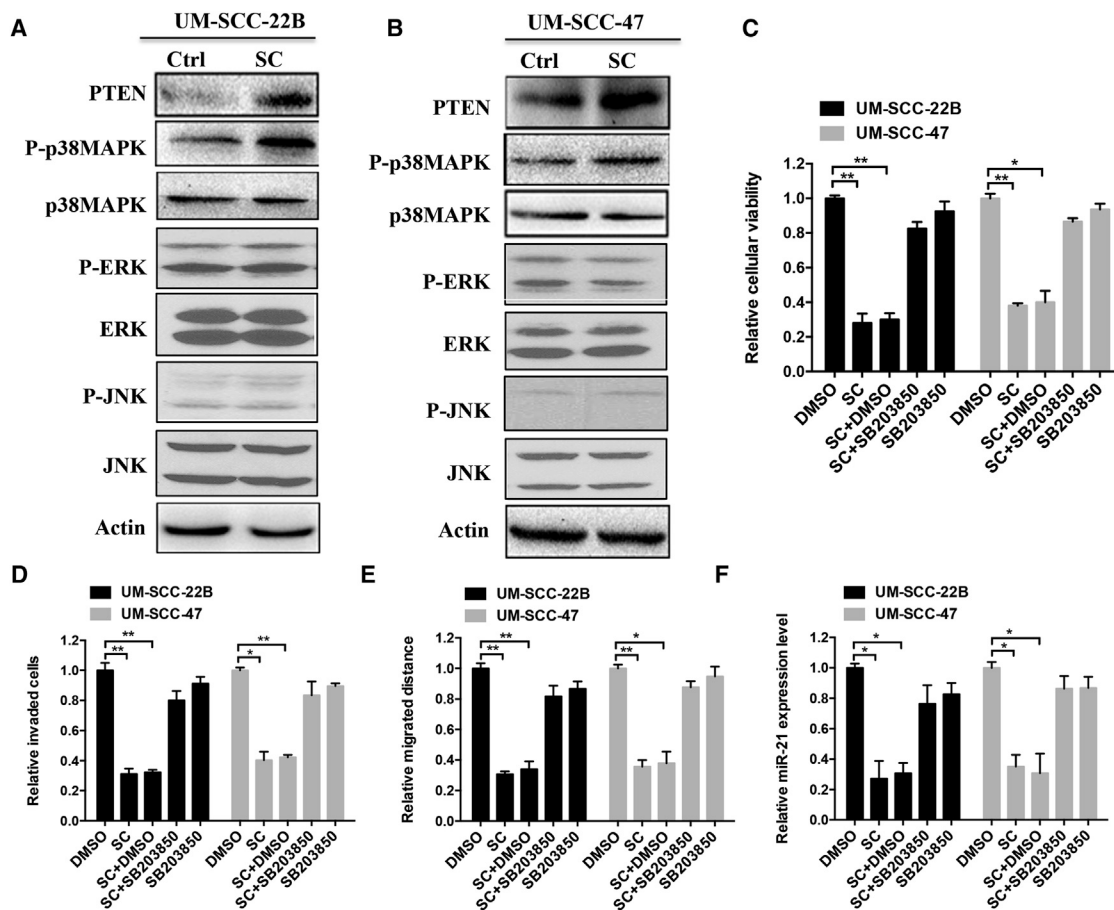 A
UM-SCC-22B
Ctrl SC
PTEN
P-p38MAPK
p38MAPK
P-ERK
ERK
P-JNK
JNK
Actin
B
UM-SCC-47
Ctrl SC
PTEN
P-p38MAPK
p38MAPK
P-ERK
ERK
P-JNK
JNK
Actin
C
UM-SCC-22B
UM-SCC-47
Relative cellular viability
1.2
1.0
0.8
0.6
0.4
0.2
0.0
** ** ** *
DMSO SC SC+DMSO SC+SB203850 SB203850 DMSO SC SC+DMSO SC+SB203850 SB203850
D
UM-SCC-22B
UM-SCC-47
Relative invaded cells
1.2
1.0
0.8
0.6
0.4
0.2
0.0
** ** * **
DMSO SC SC+DMSO SC+SB203850 SB203850 DMSO SC SC+DMSO SC+SB203850 SB203850
E
UM-SCC-22B
UM-SCC-47
Relative migrated distance
1.2
1.0
0.8
0.6
0.4
0.2
0.0
** ** ** *
DMSO SC SC+DMSO SC+SB203850 SB203850 DMSO SC SC+DMSO SC+SB203850 SB203850
F
UM-SCC-22B
UM-SCC-47
Relative miR-21 expression level
1.2
1.0
0.8
0.6
0.4
0.2
0.0
* * * *
DMSO SC SC+DMSO SC+SB203850 SB203850 DMSO SC SC+DMSO SC+SB203850 SB203850